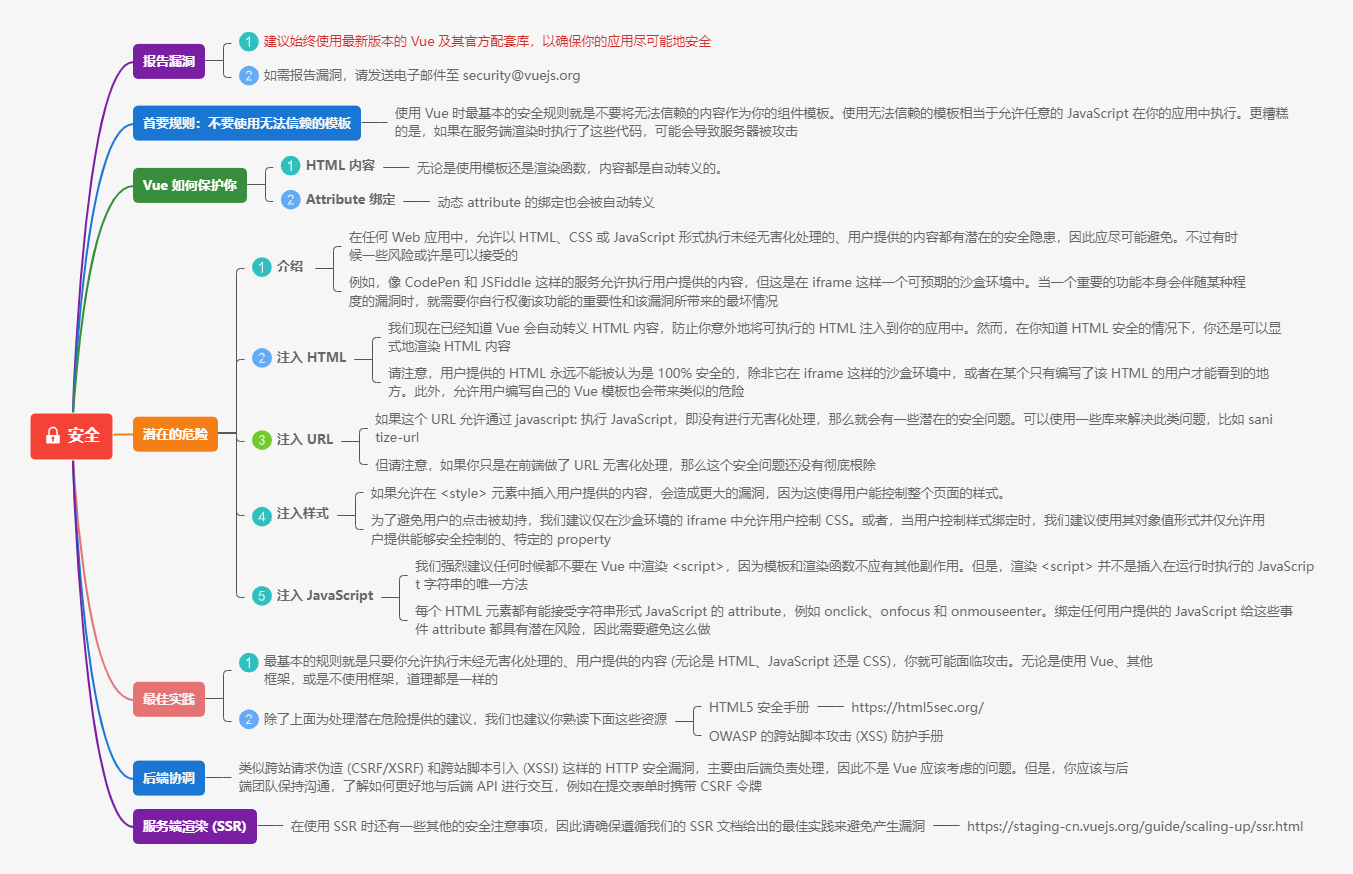 安全
报告漏洞
1 建议始终使用最新版本的 Vue 及其官方配套库，以确保你的应用尽可能地安全
2 如需报告漏洞，请发送电子邮件至 security@vuejs.org
首要规则：不要使用无法信赖的模板
使用 Vue 时最基本的安全规则就是不要将无法信赖的内容作为你的组件模板。使用无法信赖的模板相当于允许任意的 JavaScript 在你的应用中执行。更糟糕
的是，如果在服务端渲染时执行了这些代码，可能会导致服务器被攻击
Vue 如何保护你
1 HTML 内容
无论是使用模板还是渲染函数，内容都是自动转义的。
2 Attribute 绑定
动态 attribute 的绑定也会被自动转义
潜在的危险
1 介绍
在任何 Web 应用中，允许以 HTML、CSS 或 JavaScript 形式执行未经无害化处理的、用户提供的内容都有潜在的安全隐患，因此应尽可能避免。不过有时
候一些风险或许是可以接受的
例如，像 CodePen 和 JSFiddle 这样的服务允许执行用户提供的内容，但这是在 iframe 这样一个可预期的沙盒环境中。当一个重要的功能本身会伴随某种程
度的漏洞时，就需要你自行权衡该功能的重要性和该漏洞所带来的最坏情况
2 注入 HTML
我们现在已经知道 Vue 会自动转义 HTML 内容，防止你意外地将可执行的 HTML 注入到你的应用中。然而，在你知道 HTML 安全的情况下，你还是可以显
式地渲染 HTML 内容
请注意，用户提供的 HTML 永远不能被认为是 100% 安全的，除非它在 iframe 这样的沙盒环境中，或者在某个只有编写了该 HTML 的用户才能看到的地
方。此外，允许用户编写自己的 Vue 模板也会带来类似的危险
3 注入 URL
如果这个 URL 允许通过 javascript: 执行 JavaScript，即没有进行无害化处理，那么就会有一些潜在的安全问题。可以使用一些库来解决此类问题，比如 sani
tize-url
但请注意，如果你只是在前端做了 URL 无害化处理，那么这个安全问题还没有彻底根除
4 注入样式
如果允许在 <style> 元素中插入用户提供的内容，会造成更大的漏洞，因为这使得用户能控制整个页面的样式。
为了避免用户的点击被劫持，我们建议仅在沙盒环境的 iframe 中允许用户控制 CSS。或者，当用户控制样式绑定时，我们建议使用其对象值形式并仅允许用
户提供能够安全控制的、特定的 property
5 注入 JavaScript
我们强烈建议任何时候都不要在 Vue 中渲染 <script>，因为模板和渲染函数不应有其他副作用。但是，渲染 <script> 并不是插入在运行时执行的 JavaScrip
t 字符串的唯一方法
每个 HTML 元素都有能接受字符串形式 JavaScript 的 attribute，例如 onclick、onfocus 和 onmouseenter。绑定任何用户提供的 JavaScript 给这些事
件 attribute 都具有潜在风险，因此需要避免这么做
最佳实践
1 最基本的规则就是只要你允许执行未经无害化处理的、用户提供的内容 (无论是 HTML、JavaScript 还是 CSS)，你就可能面临攻击。无论是使用 Vue、其他
框架，或是不使用框架，道理都是一样的
2 除了上面为处理潜在危险提供的建议，我们也建议你熟读下面这些资源
HTML5 安全手册
https://html5sec.org/
OWASP 的跨站脚本攻击 (XSS) 防护手册
后端协调
类似跨站请求伪造 (CSRF/XSRF) 和跨站脚本引入 (XSSI) 这样的 HTTP 安全漏洞，主要由后端负责处理，因此不是 Vue 应该考虑的问题。但是，你应该与后
端团队保持沟通，了解如何更好地与后端 API 进行交互，例如在提交表单时携带 CSRF 令牌
服务端渲染 (SSR)
在使用 SSR 时还有一些其他的安全注意事项，因此请确保遵循我们的 SSR 文档给出的最佳实践来避免产生漏洞
https://staging-cn.vuejs.org/guide/scaling-up/ssr.html